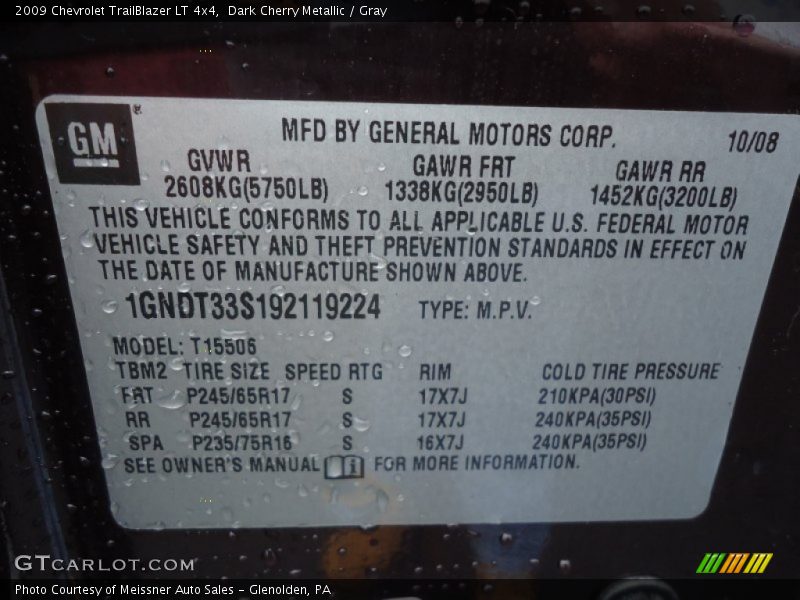 2009 Chevrolet TrailBlazer LT 4x4, Dark Cherry Metallic / Gray
GM
MFD BY GENERAL MOTORS CORP. 10/08
GVWR GAWR FRT GAWR RR
2608KG(5750LB) 1338KG(2950LB) 1452KG(3200LB)
THIS VEHICLE CONFORMS TO ALL APPLICABLE U.S. FEDERAL MOTOR
VEHICLE SAFETY AND THEFT PREVENTION STANDARDS IN EFFECT ON
THE DATE OF MANUFACTURE SHOWN ABOVE.
1GNDT33S192119224 TYPE: M.P.V.
MODEL: T15506
TBM2 TIRE SIZE SPEED RTG RIM COLD TIRE PRESSURE
FRT P245/65R17 S 17X7J 210KPA(30PSI)
RR P245/65R17 S 17X7J 240KPA(35PSI)
SPA P235/75R16 S 16X7J 240KPA(35PSI)
SEE OWNER'S MANUAL FOR MORE INFORMATION.
GTCARLOT.COM
Photo Courtesy of Meissner Auto Sales - Glenolden, PA